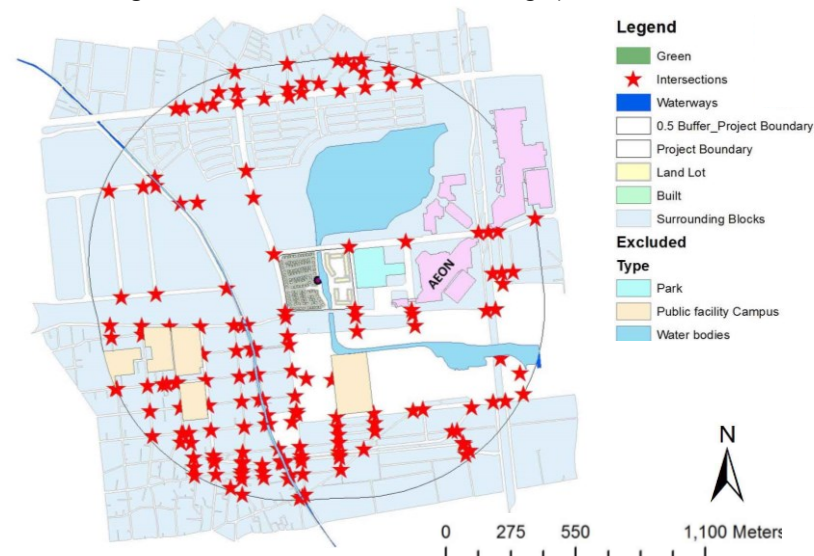 Legend
Green
Intersections
Waterways
0.5 Buffer_Project Boundary
Project Boundary
Land Lot
Built
Surrounding Blocks
Excluded
Type
Park
Public facility Campus
Water bodies
AEON
N
0 275 550 1,100 Meters